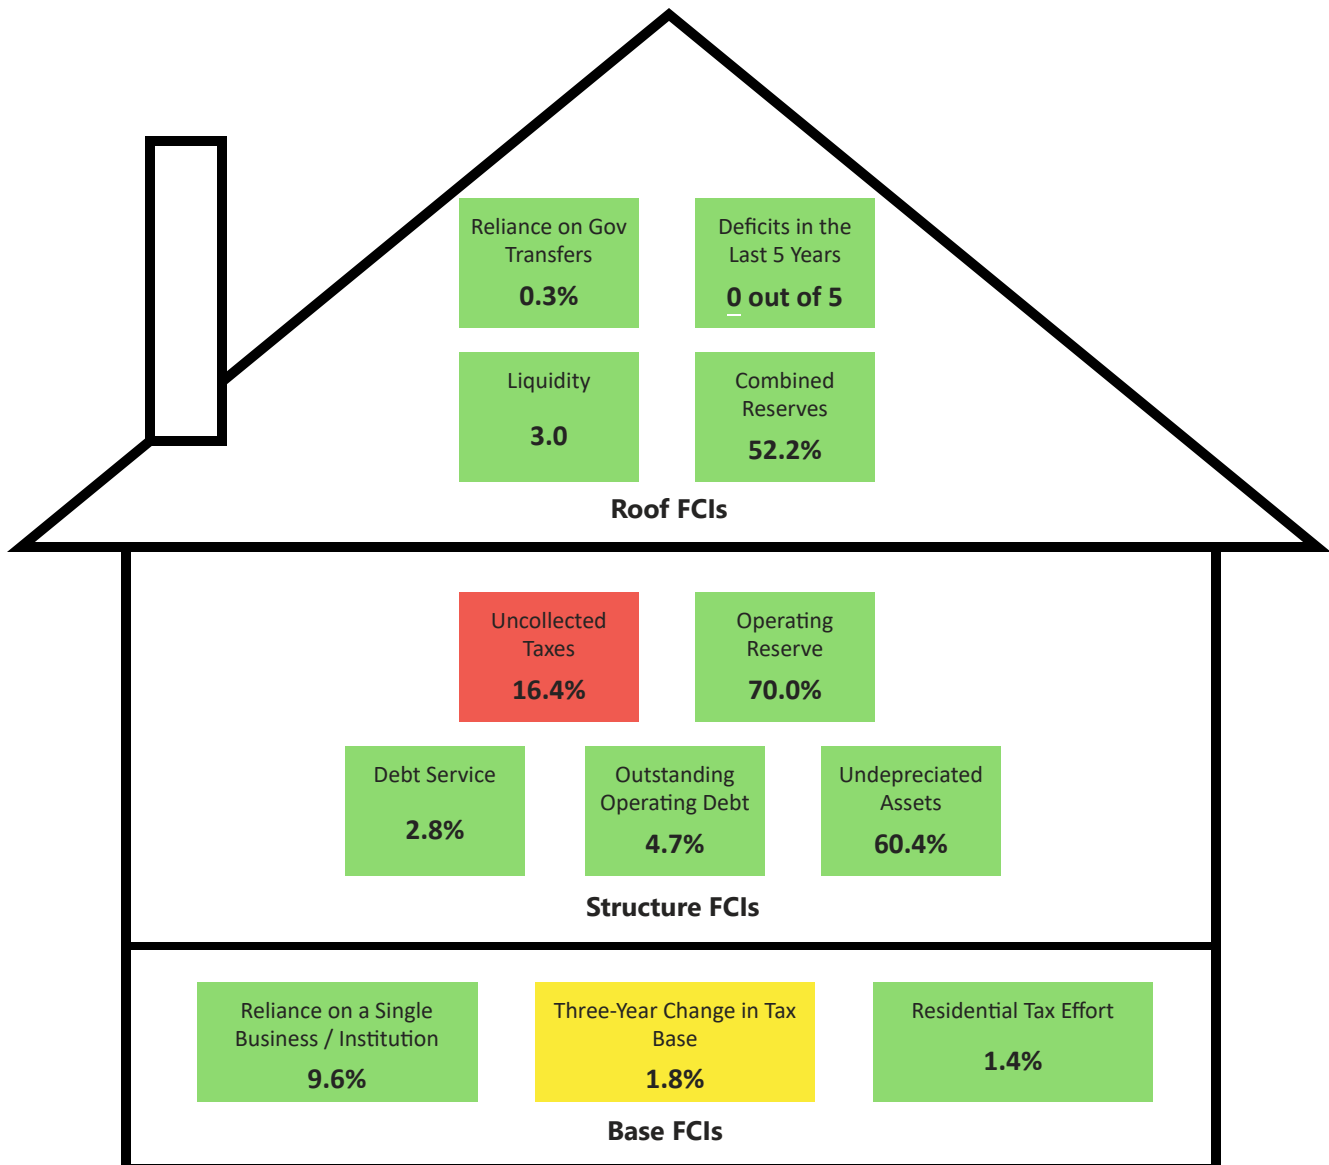 Reliance on Gov
Transfers
0.3%
Deficits in the
Last 5 Years
0 out of 5
Liquidity
3.0
Combined
Reserves
52.2%
Roof FCIs
Uncollected
Taxes
16.4%
Operating
Reserve
70.0%
Debt Service
2.8%
Outstanding
Operating Debt
4.7%
Undepreciated
Assets
60.4%
Structure FCIs
Reliance on a Single
Business / Institution
9.6%
Three-Year Change in Tax
Base
1.8%
Residential Tax Effort
1.4%
Base FCIs